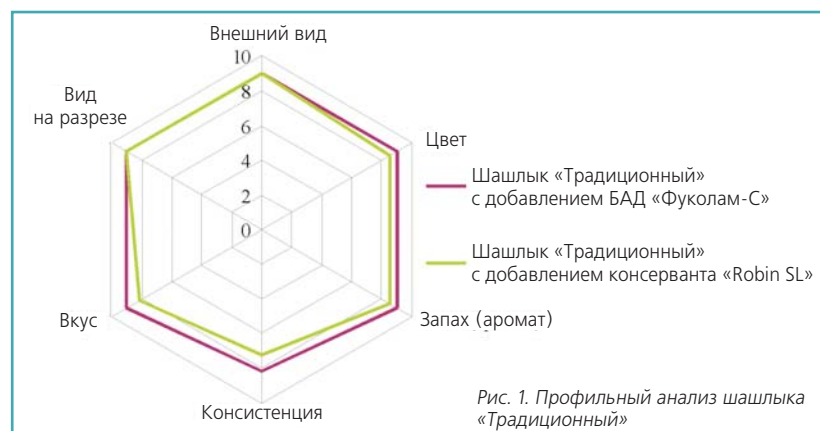 Внешний вид
10
8
6
4
2
0
Вид
на разрезе
Цвет
Шашлык «Традиционный»
с добавлением БАД «Фуколам-С»
Шашлык «Традиционный»
с добавлением консерванта «Robin SL»
Вкус
Запах (аромат)
Консистенция
Рис. 1. Профильный анализ шашлыка
«Традиционный»